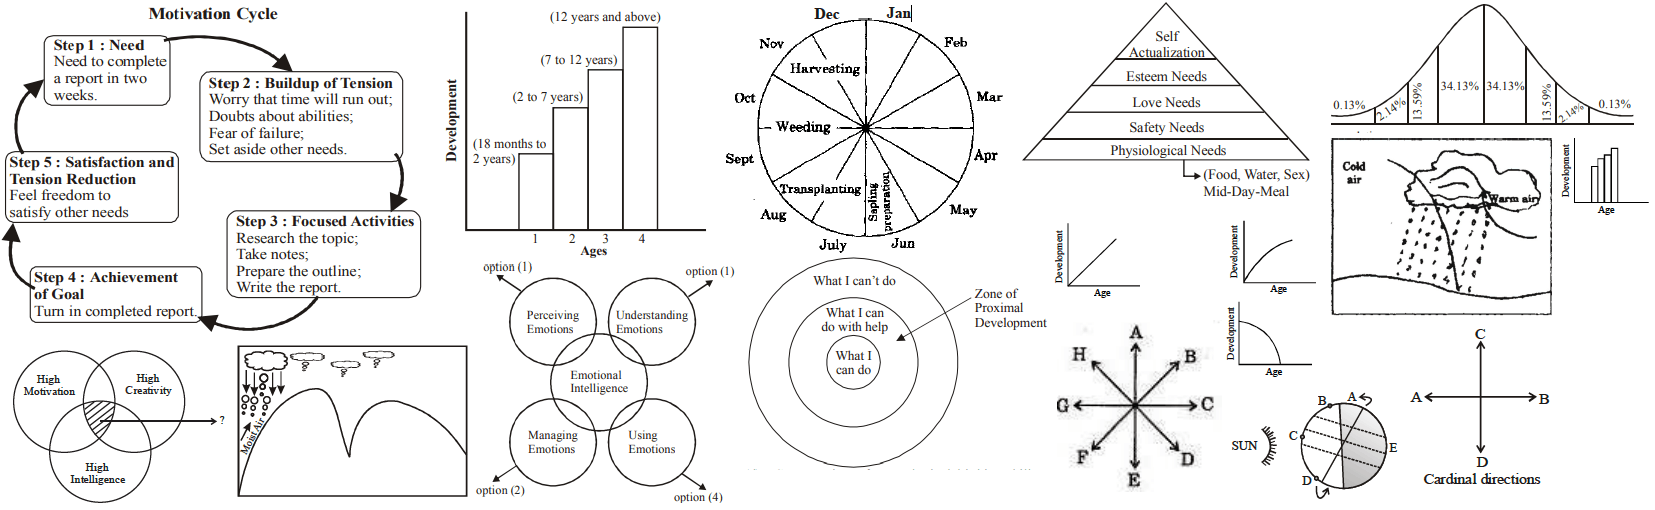 Motivation Cycle
Step 1 : Need
Need to complete
a report in two
weeks.
Step 2 : Buildup of Tension
Worry that time will run out;
Doubts about abilities;
Fear of failure;
Set aside other needs.
Step 5 : Satisfaction and
Tension Reduction
Feel freedom to
satisfy other needs
Step 3 : Focused Activities
Research the topic;
Take notes;
Prepare the outline;
Write the report.
Step 4 : Achievement
of Goal
Turn in completed report.
(12 years and above)
(7 to 12 years)
(2 to 7 years)
(18 months to
2 years)
Development
1 2 3 4
Ages
Dec Jan
Nov Feb
Harvesting
Oct Mar
Weeding
Sept Apr
Transplanting
Sapling
preparation
Aug May
July Jun
Self
Actualization
Esteem Needs
Love Needs
Safety Needs
Physiological Needs
(Food, Water, Sex)
Mid-Day-Meal
0.13%
2.14%
13.59%
34.13%
34.13%
13.59%
2.14%
0.13%
Cold
air
Warm air
Development
Age
Development
Age
Development
Age
Development
Age
High
Motivation
High
Creativity
High
Intelligence
?
Moist Air
option (1)
option (1)
Perceiving
Emotions
Understanding
Emotions
Emotional
Intelligence
Managing
Emotions
Using
Emotions
option (2)
option (4)
What I can't do
What I can
do with help
What I
can do
Zone of
Proximal
Development
A
H B
G C
F D
E
SUN
B A
C
E
D
C
A B
D
Cardinal directions